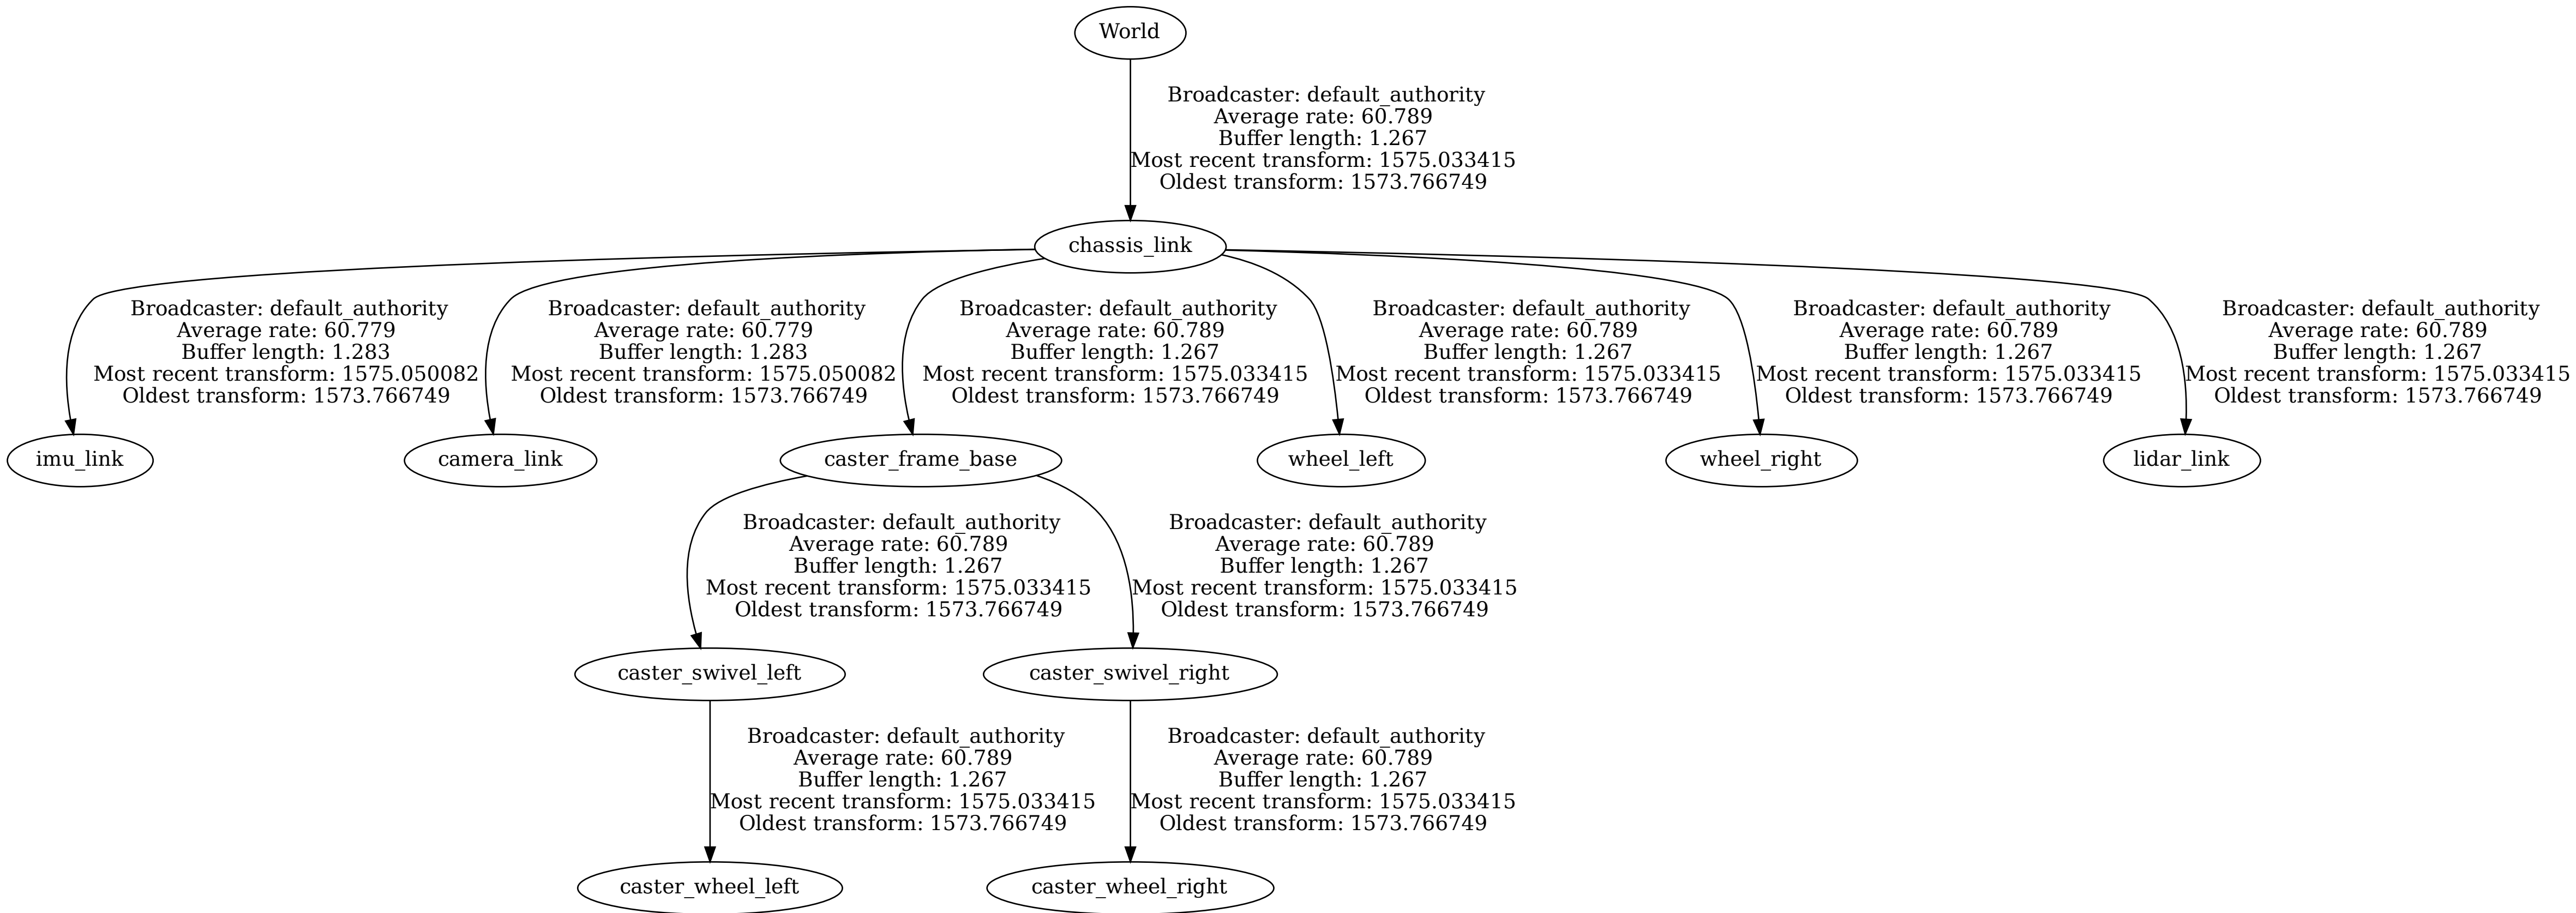 World
Broadcaster: default_authority
Average rate: 60.789
Buffer length: 1.267
Most recent transform: 1575.033415
Oldest transform: 1573.766749
chassis_link
Broadcaster: default_authority
Average rate: 60.779
Buffer length: 1.283
Most recent transform: 1575.050082
Oldest transform: 1573.766749
Broadcaster: default_authority
Average rate: 60.779
Buffer length: 1.283
Most recent transform: 1575.050082
Oldest transform: 1573.766749
Broadcaster: default_authority
Average rate: 60.789
Buffer length: 1.267
Most recent transform: 1575.033415
Oldest transform: 1573.766749
Broadcaster: default_authority
Average rate: 60.789
Buffer length: 1.267
Most recent transform: 1575.033415
Oldest transform: 1573.766749
Broadcaster: default_authority
Average rate: 60.789
Buffer length: 1.267
Most recent transform: 1575.033415
Oldest transform: 1573.766749
Broadcaster: default_authority
Average rate: 60.789
Buffer length: 1.267
Most recent transform: 1575.033415
Oldest transform: 1573.766749
imu_link
camera_link
caster_frame_base
wheel_left
wheel_right
lidar_link
Broadcaster: default_authority
Average rate: 60.789
Buffer length: 1.267
Most recent transform: 1575.033415
Oldest transform: 1573.766749
Broadcaster: default_authority
Average rate: 60.789
Buffer length: 1.267
Most recent transform: 1575.033415
Oldest transform: 1573.766749
caster_swivel_left
caster_swivel_right
Broadcaster: default_authority
Average rate: 60.789
Buffer length: 1.267
Most recent transform: 1575.033415
Oldest transform: 1573.766749
Broadcaster: default_authority
Average rate: 60.789
Buffer length: 1.267
Most recent transform: 1575.033415
Oldest transform: 1573.766749
caster_wheel_left
caster_wheel_right